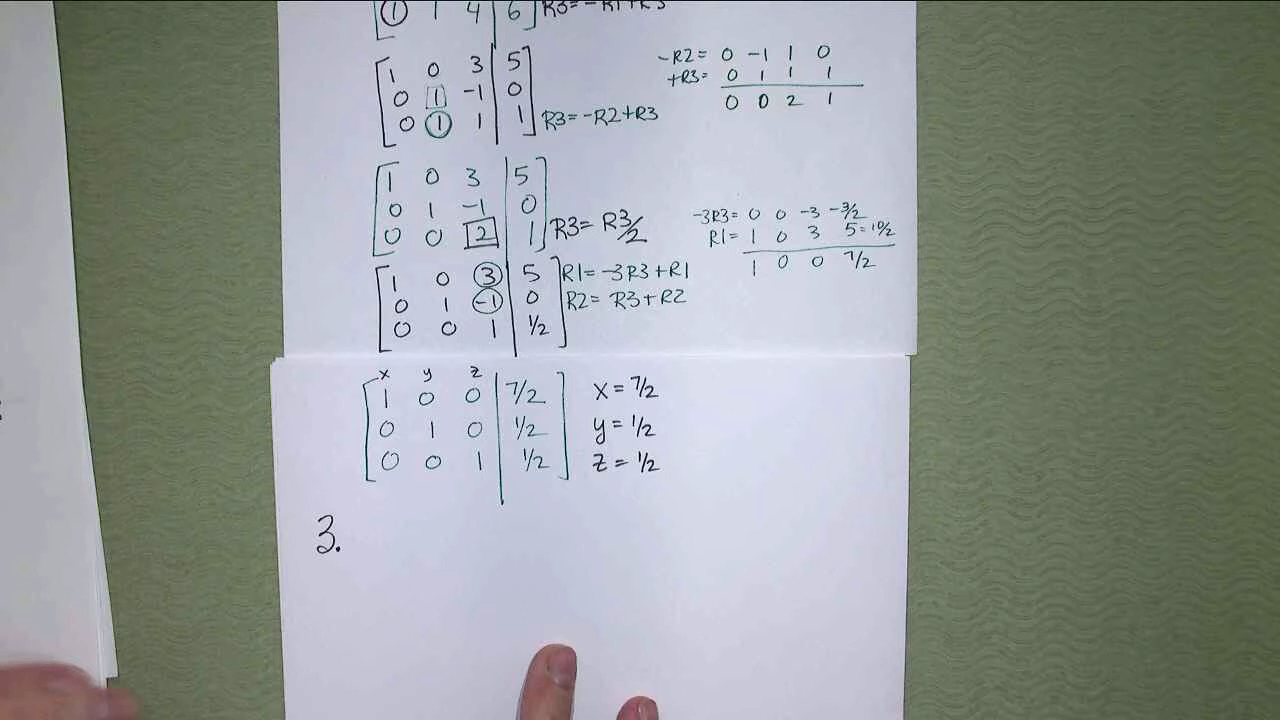 1 1 4 | 6 R3=-R1+R3
1 0 3 | 5
0 1 -1 | 0
0 1 1 | 1 R3=-R2+R3
-R2= 0 -1 1 0
+R3= 0 1 1 1
0 0 2 1
1 0 3 | 5
0 1 -1 | 0
0 0 2 | 1 R3=R3/2
-3R3= 0 0 -3 -3/2
R1= 1 0 3 5=10/2
1 0 0 7/2
1 0 3 | 5 R1=-3R3+R1
0 1 -1 | 0 R2=R3+R2
0 0 1 | 1/2
x y z
1 0 0 | 7/2 x=7/2
0 1 0 | 1/2 y=1/2
0 0 1 | 1/2 z=1/2
3.